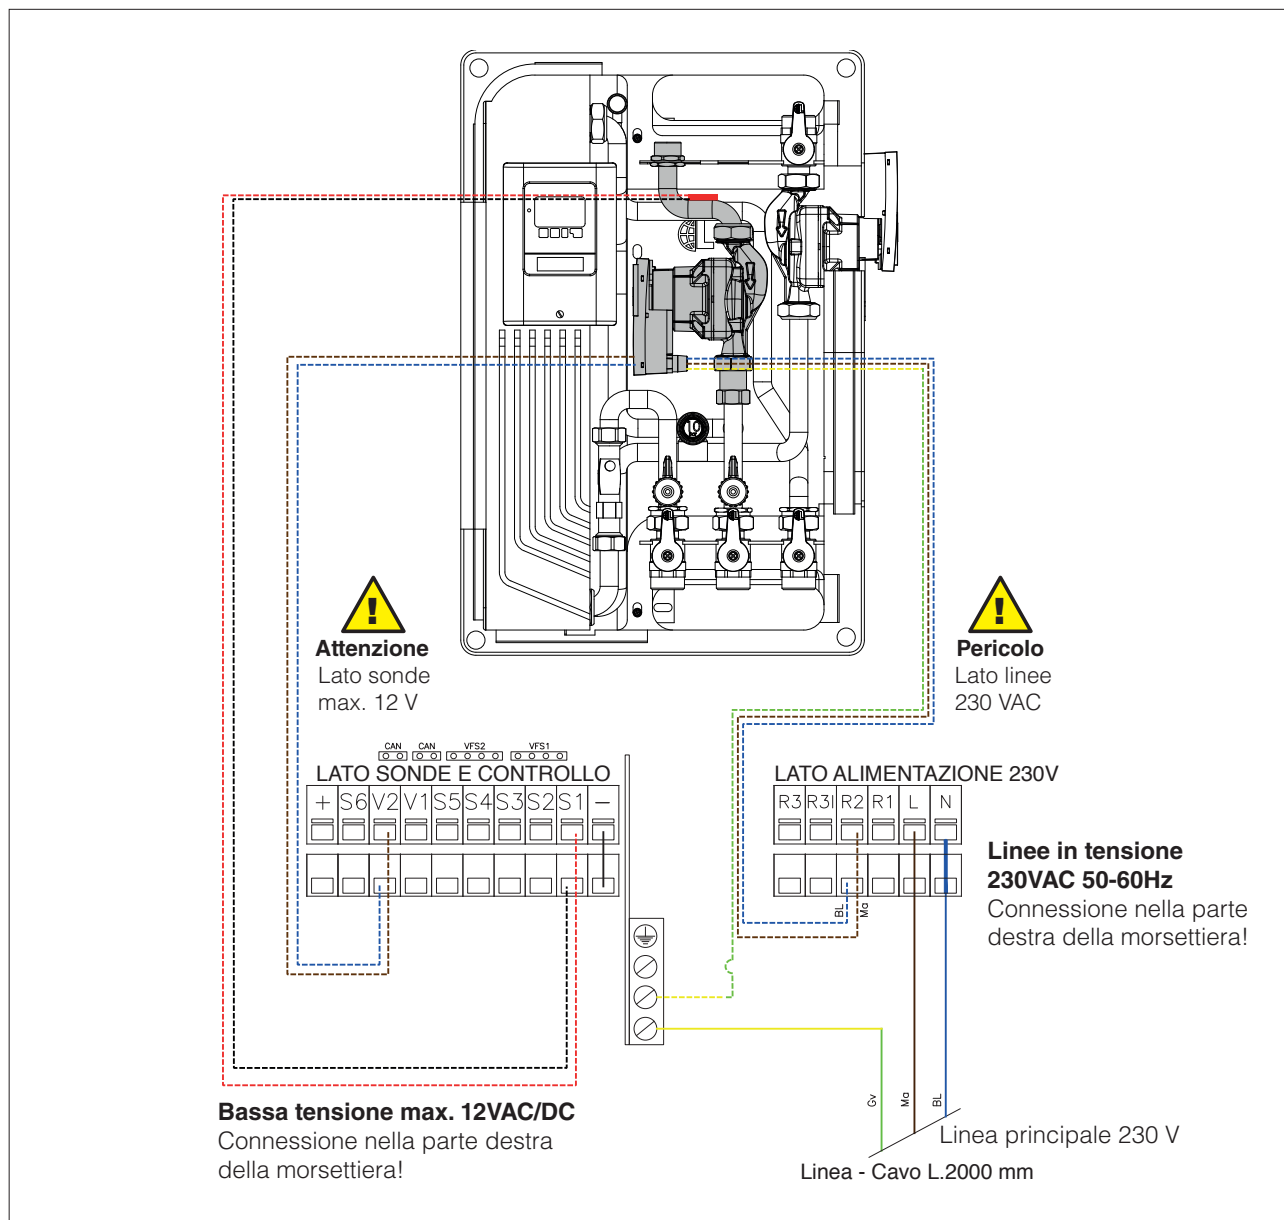 Attenzione
Lato sonde
max. 12 V
Pericolo
Lato linee
230 VAC
CAN CAN VFS2 VFS1
LATO SONDE E CONTROLLO
+ S6 V2 V1 S5 S4 S3 S2 S1 −
LATO ALIMENTAZIONE 230V
R3 R3I R2 R1 L N
Linee in tensione
230VAC 50-60Hz
Connessione nella parte
destra della morsettiera!
BL
Ma
Bassa tensione max. 12VAC/DC
Connessione nella parte destra
della morsettiera!
Gv
Ma
BL
Linea principale 230 V
Linea - Cavo L.2000 mm